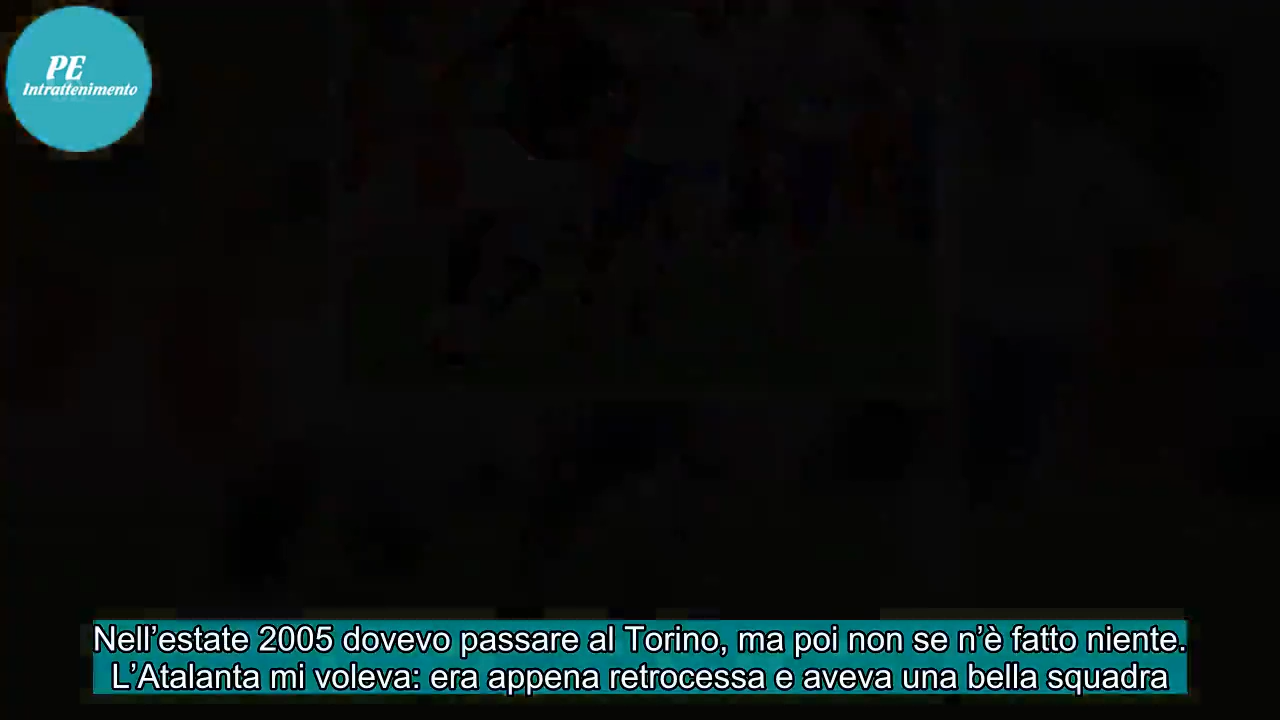 PE
Intrattenimento
Nell’estate 2005 dovevo passare al Torino, ma poi non se n’è fatto niente.
L’Atalanta mi voleva: era appena retrocessa e aveva una bella squadra